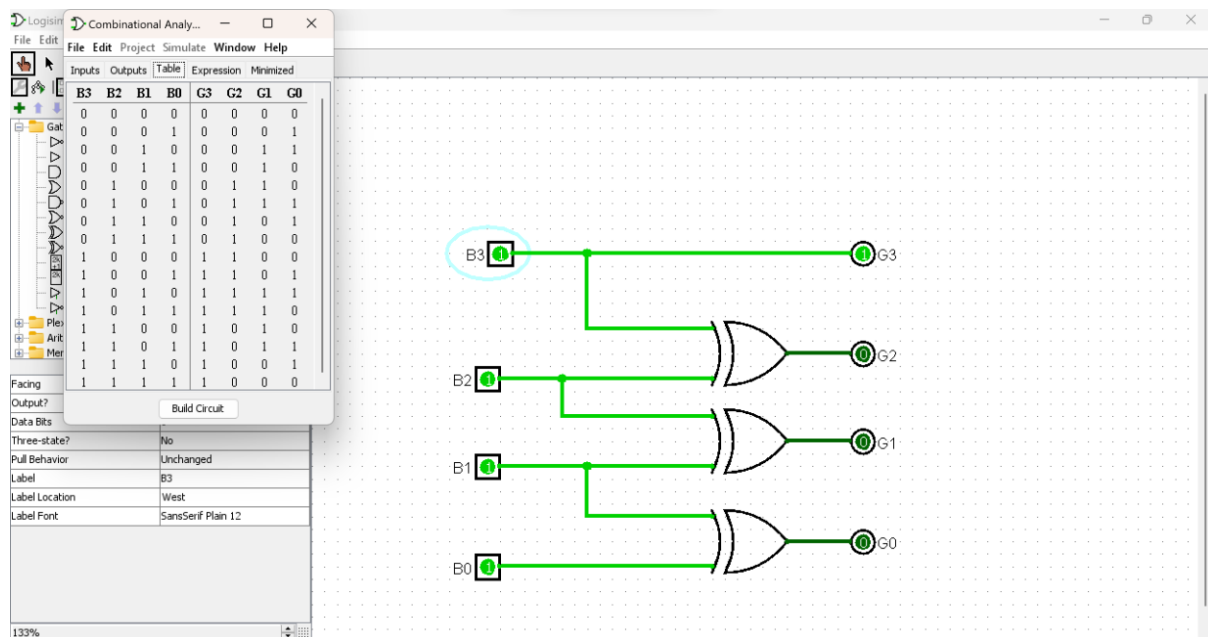 Logisim
Combinational Analy...
File Edit
File Edit Project Simulate Window Help
Inputs Outputs Table Expression Minimized
B3 B2 B1 B0 G3 G2 G1 G0
0 0 0 0 0 0 0 0
0 0 0 1 0 0 0 1
0 0 1 0 0 0 1 1
0 0 1 1 0 0 1 0
0 1 0 0 0 1 1 0
0 1 0 1 0 1 1 1
0 1 1 0 0 1 0 1
0 1 1 1 0 1 0 0
1 0 0 0 1 1 0 0
1 0 0 1 1 1 0 1
1 0 1 0 1 1 1 1
1 0 1 1 1 1 1 0
1 1 0 0 1 0 1 0
1 1 0 1 1 0 1 1
1 1 1 0 1 0 0 1
1 1 1 1 1 0 0 0
Build Circuit
Gat
Plex
Arit
Mer
Facing
Output?
Data Bits
Three-state? No
Pull Behavior Unchanged
Label B3
Label Location West
Label Font SansSerif Plain 12
133%
B3 1 1 G3
0 G2
B2 1
0 G1
B1 1
0 G0
B0 1